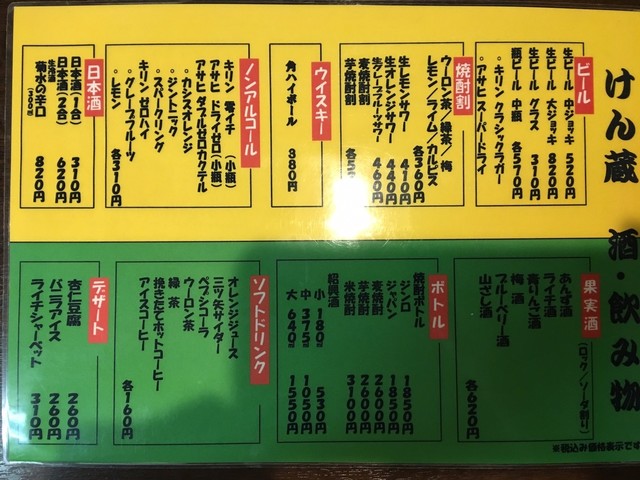 けん蔵 酒・飲み物
ビール
生ビール 中ジョッキ 520円
生ビール 大ジョッキ 820円
生ビール グラス 310円
瓶ビール 中瓶 各570円
・キリン クラシックラガー
・アサヒ スーパードライ
焼酎割
ウーロン茶／緑茶／梅
レモン／ライム／カルピス
各360円
生レモンサワー 410円
生オレンジサワー 440円
生グレープフルーツサワー 460円
麦焼酎割
芋焼酎割
ウイスキー
角ハイボール 380円
ノンアルコール
キリン 零イチ (小瓶)
アサヒ ドライゼロ(小瓶)
アサヒ ダブルゼロカクテル
・カシスオレンジ
・ジントニック
・スパークリング
キリン ゼロハイ
・グレープフルーツ
・レモン
各310円
日本酒
日本酒(1合) 310円
日本酒(2合) 620円
生冷酒
菊水の辛口 820円
(300ml)
果実酒
(ロック／ソーダ割り)
あんず酒
ライチ酒
青りんご酒
梅酒
ブルーベリー酒
山ざし酒
各620円
ボトル
焼酎ボトル
ジンロ 1850円
ジャパン 1850円
麦焼酎 2600円
芋焼酎 2600円
米焼酎 3100円
紹興酒
小 180ml 530円
中 375ml 1050円
大 640ml 1550円
ソフトドリンク
オレンジジュース
三ツ矢サイダー
ペプシコーラ
ウーロン茶
緑茶
挽きたてホットコーヒー
アイスコーヒー
各160円
デザート
杏仁豆腐 260円
バニラアイス 260円
ライチシャーベット 310円
※税込み価格表示です